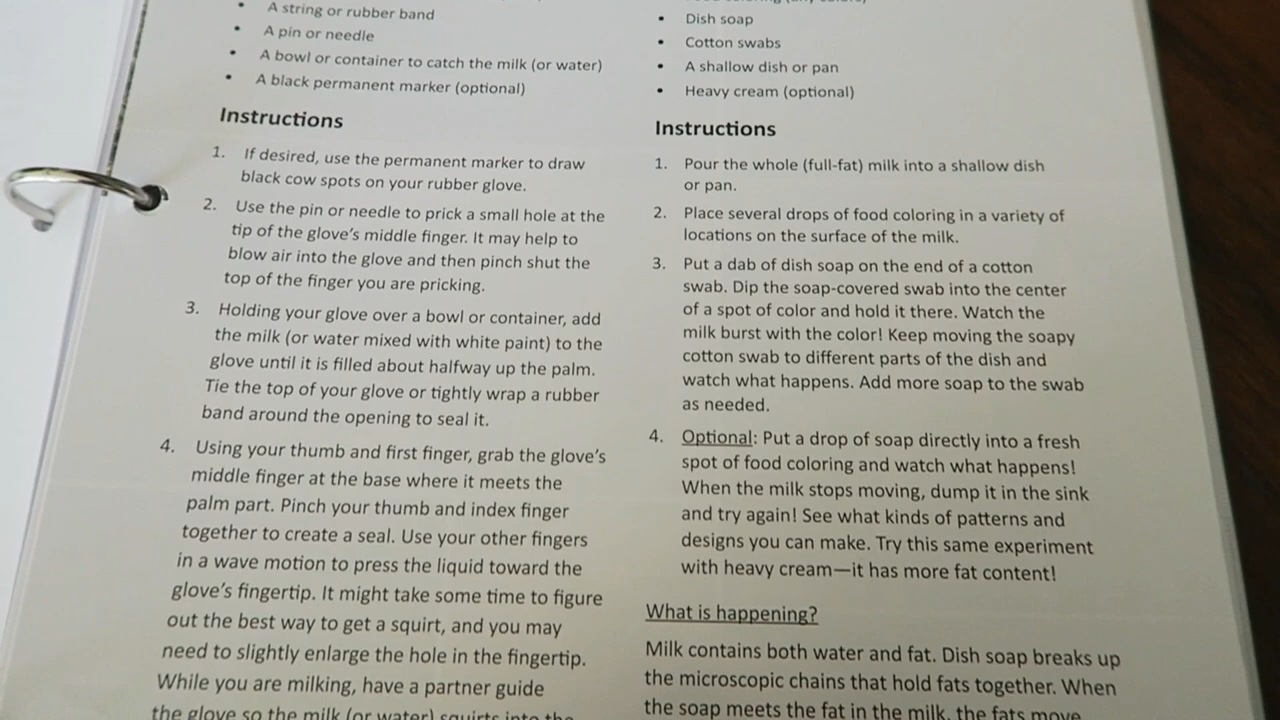 • A string or rubber band
• A pin or needle
• A bowl or container to catch the milk (or water)
• A black permanent marker (optional)
Instructions
1. If desired, use the permanent marker to draw
black cow spots on your rubber glove.
2. Use the pin or needle to prick a small hole at the
tip of the glove's middle finger. It may help to
blow air into the glove and then pinch shut the
top of the finger you are pricking.
3. Holding your glove over a bowl or container, add
the milk (or water mixed with white paint) to the
glove until it is filled about halfway up the palm.
Tie the top of your glove or tightly wrap a rubber
band around the opening to seal it.
4. Using your thumb and first finger, grab the glove's
middle finger at the base where it meets the
palm part. Pinch your thumb and index finger
together to create a seal. Use your other fingers
in a wave motion to press the liquid toward the
glove's fingertip. It might take some time to figure
out the best way to get a squirt, and you may
need to slightly enlarge the hole in the fingertip.
While you are milking, have a partner guide
the glove so the milk (or water) squirts into the
• Dish soap
• Cotton swabs
• A shallow dish or pan
• Heavy cream (optional)
Instructions
1. Pour the whole (full-fat) milk into a shallow dish
or pan.
2. Place several drops of food coloring in a variety of
locations on the surface of the milk.
3. Put a dab of dish soap on the end of a cotton
swab. Dip the soap-covered swab into the center
of a spot of color and hold it there. Watch the
milk burst with the color! Keep moving the soapy
cotton swab to different parts of the dish and
watch what happens. Add more soap to the swab
as needed.
4. Optional: Put a drop of soap directly into a fresh
spot of food coloring and watch what happens!
When the milk stops moving, dump it in the sink
and try again! See what kinds of patterns and
designs you can make. Try this same experiment
with heavy cream—it has more fat content!
What is happening?
Milk contains both water and fat. Dish soap breaks up
the microscopic chains that hold fats together. When
the soap meets the fat in the milk, the fats move